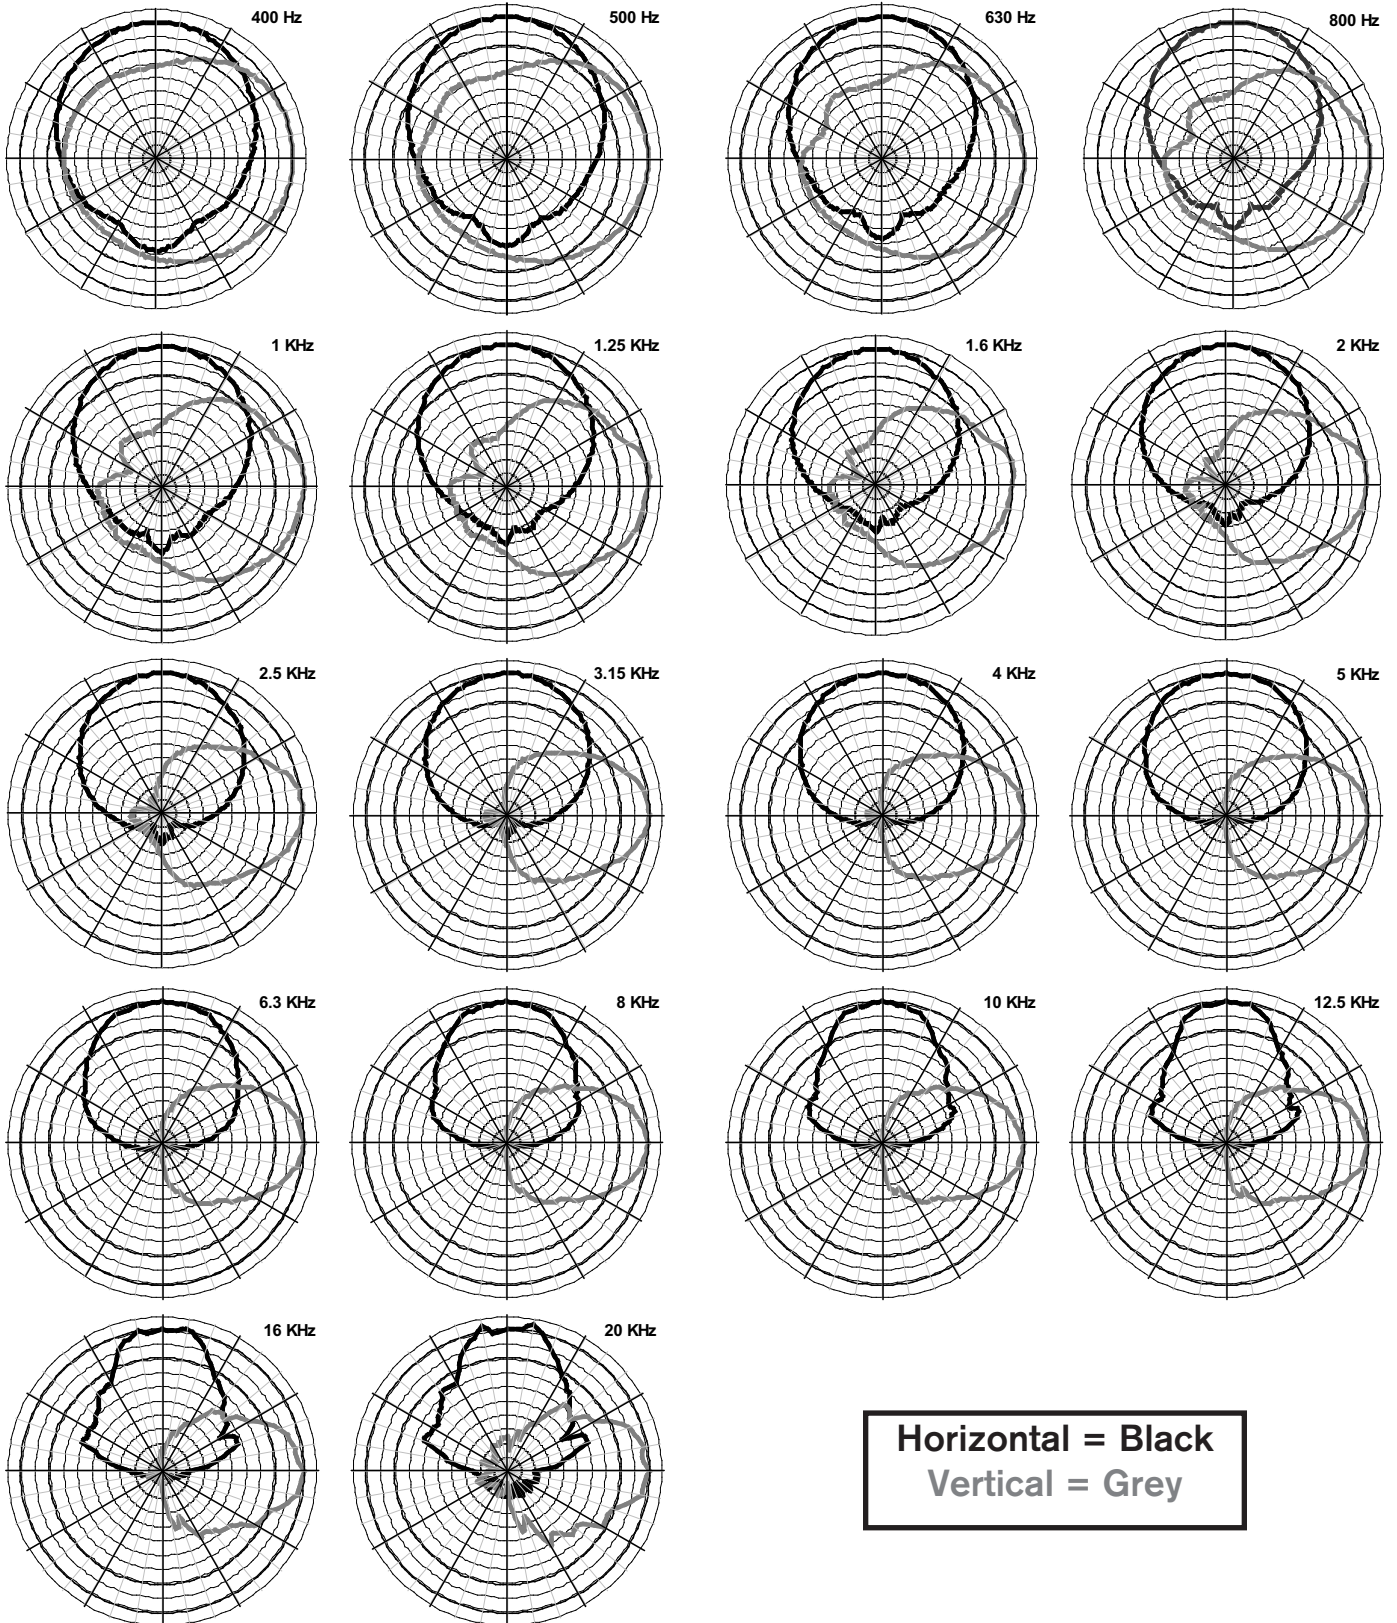 400 Hz
500 Hz
630 Hz
800 Hz
1 KHz
1.25 KHz
1.6 KHz
2 KHz
2.5 KHz
3.15 KHz
4 KHz
5 KHz
6.3 KHz
8 KHz
10 KHz
12.5 KHz
16 KHz
20 KHz
Horizontal = Black
Vertical = Grey